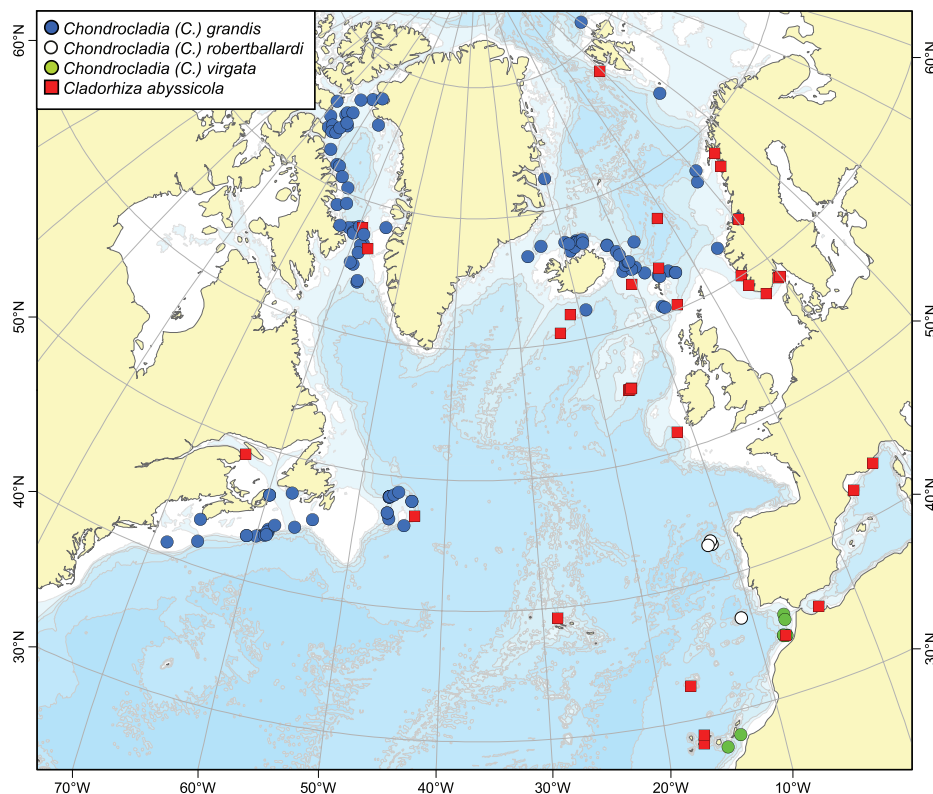 Chondrocladia (C.) grandis
Chondrocladia (C.) robertballardi
Chondrocladia (C.) virgata
Cladorhiza abyssicola
60°N
60°N
50°N
50°N
40°N
40°N
30°N
30°N
70°W 60°W 50°W 40°W 30°W 20°W 10°W